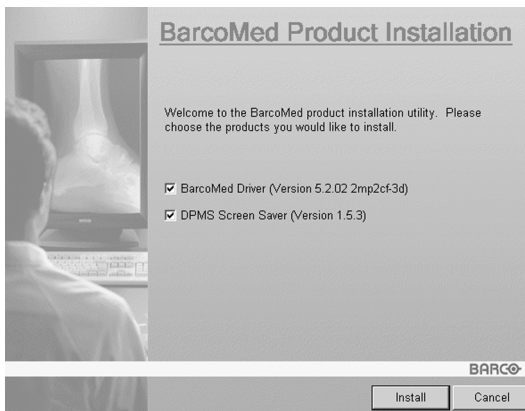 BarcoMed Product Installation
Welcome to the BarcoMed product installation utility. Please
choose the products you would like to install.
BarcoMed Driver (Version 5.2.02 2mp2cf-3d)
DPMS Screen Saver (Version 1.5.3)
BARCO
Install
Cancel